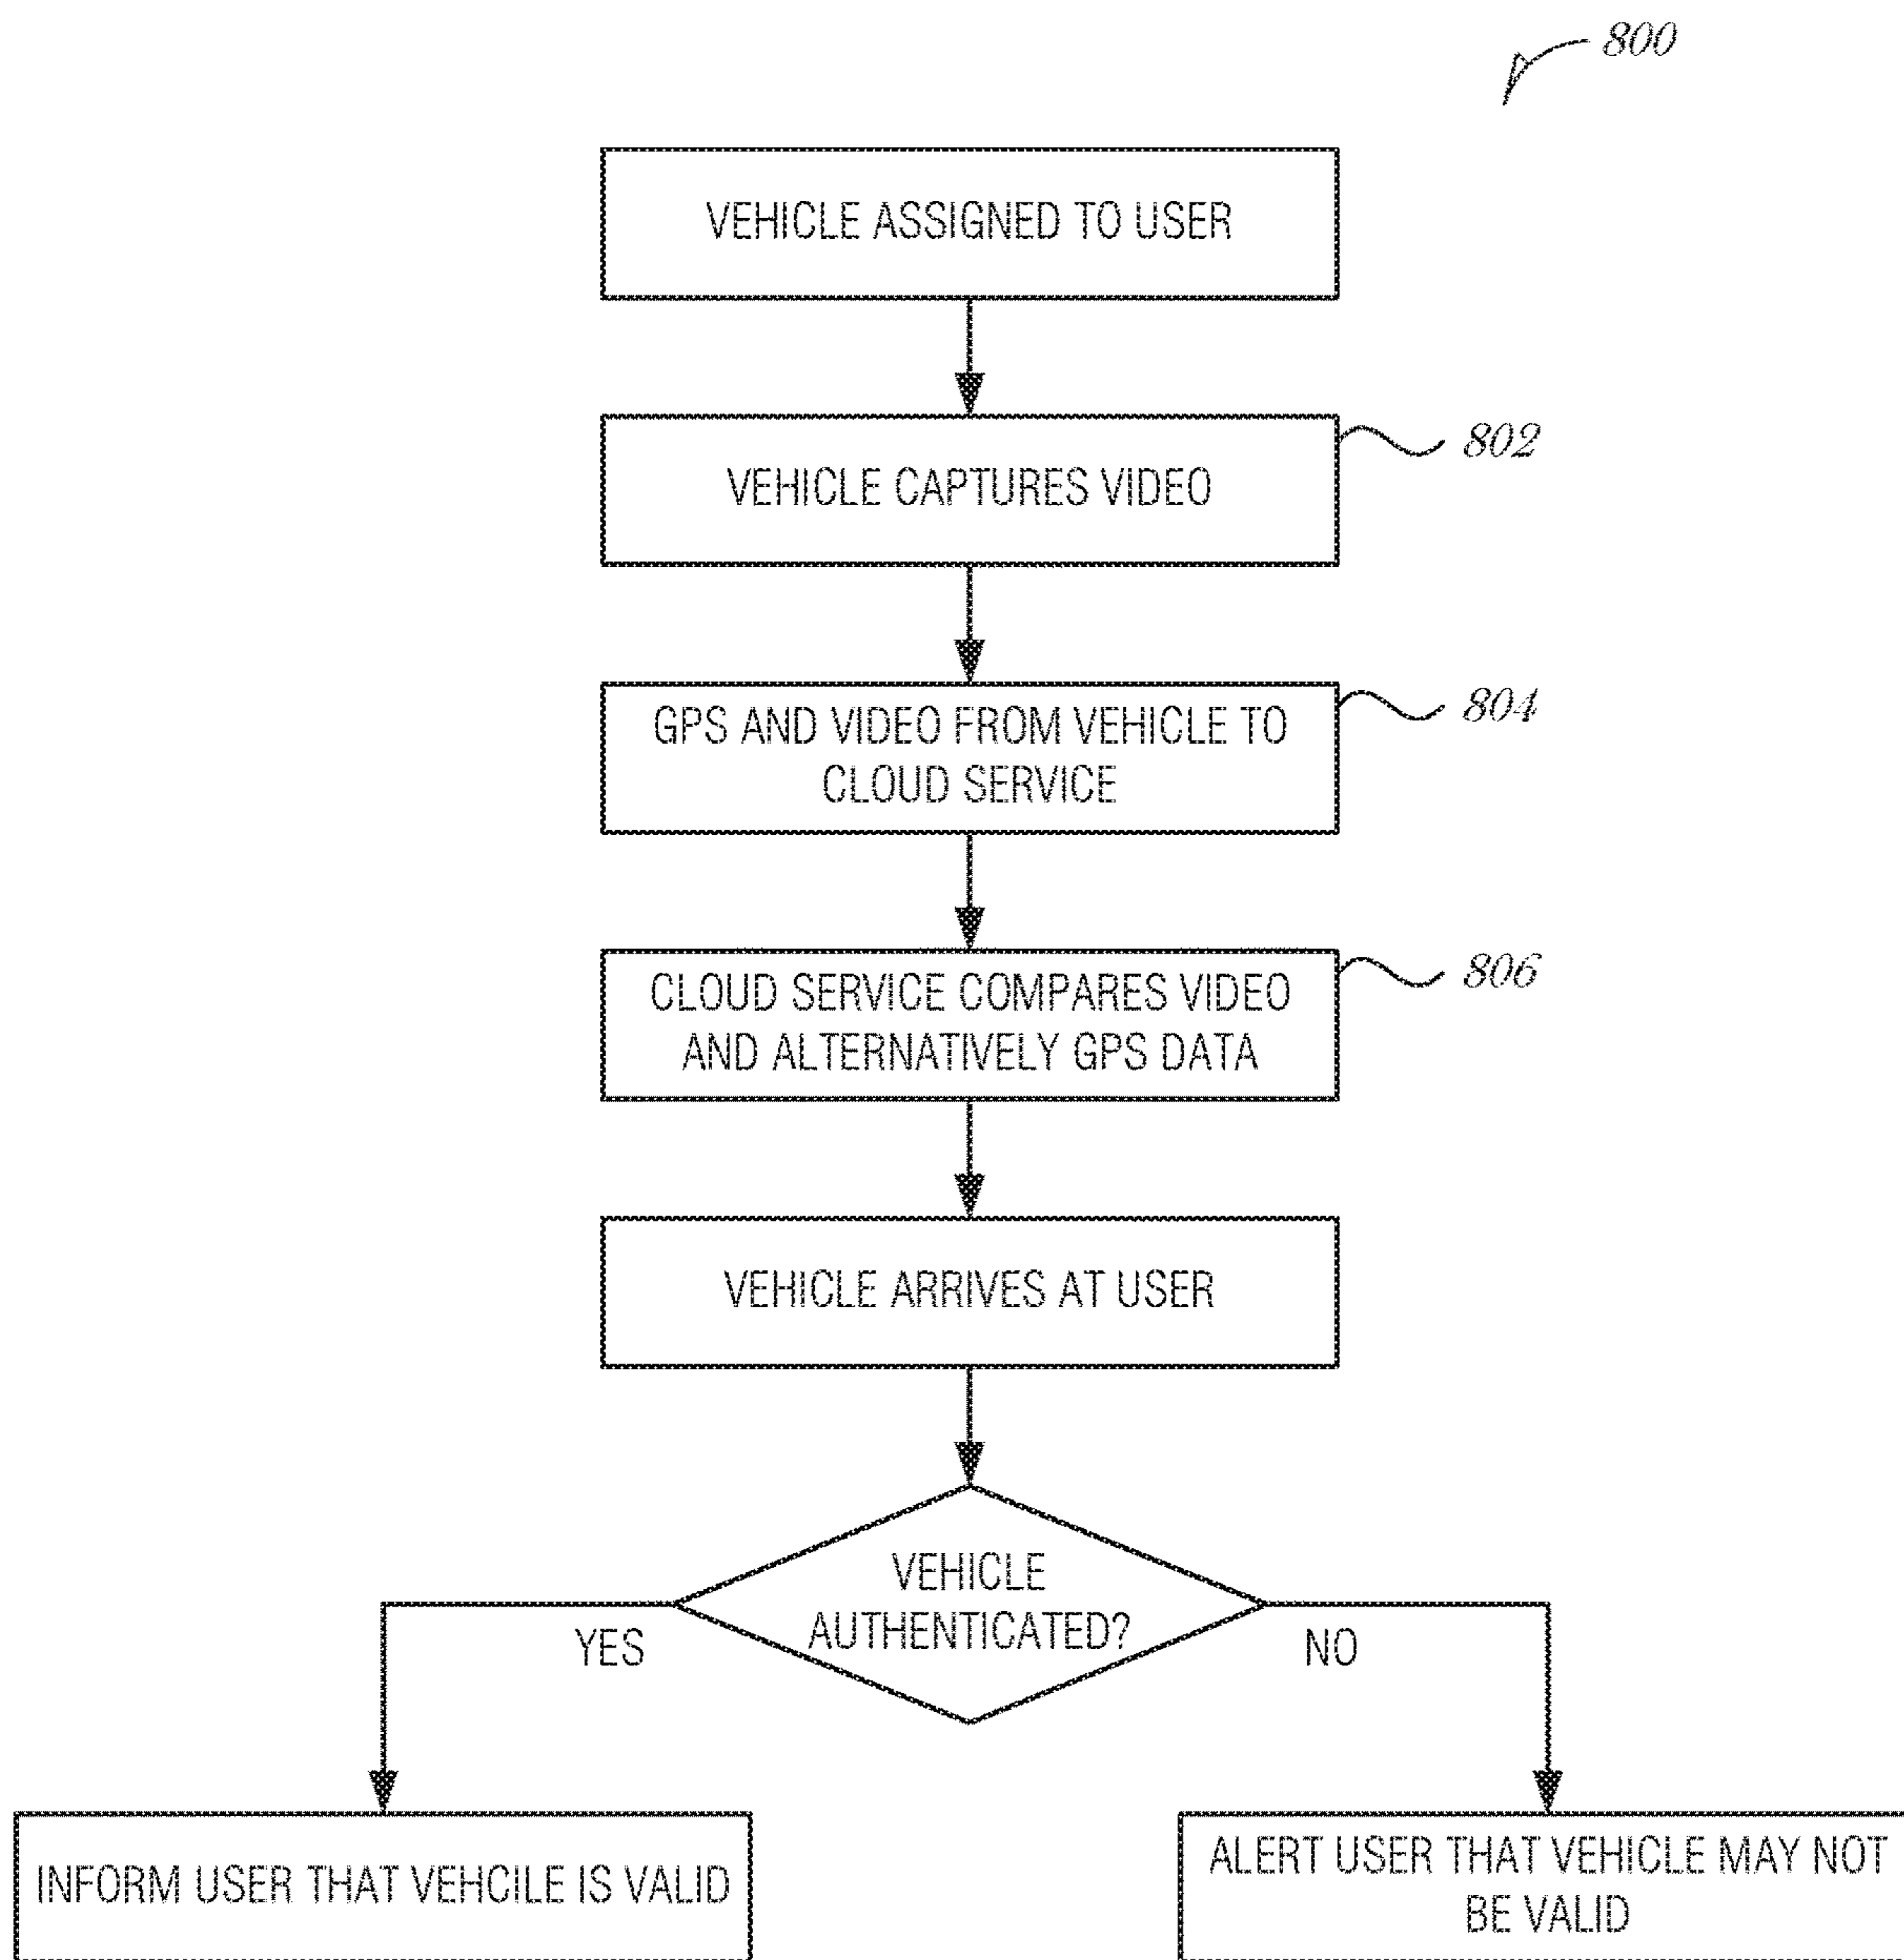 800
VEHICLE ASSIGNED TO USER
VEHICLE CAPTURES VIDEO
802
GPS AND VIDEO FROM VEHICLE TO
CLOUD SERVICE
804
CLOUD SERVICE COMPARES VIDEO
AND ALTERNATIVELY GPS DATA
806
VEHICLE ARRIVES AT USER
VEHICLE
AUTHENTICATED?
YES
NO
INFORM USER THAT VEHCILE IS VALID
ALERT USER THAT VEHICLE MAY NOT
BE VALID